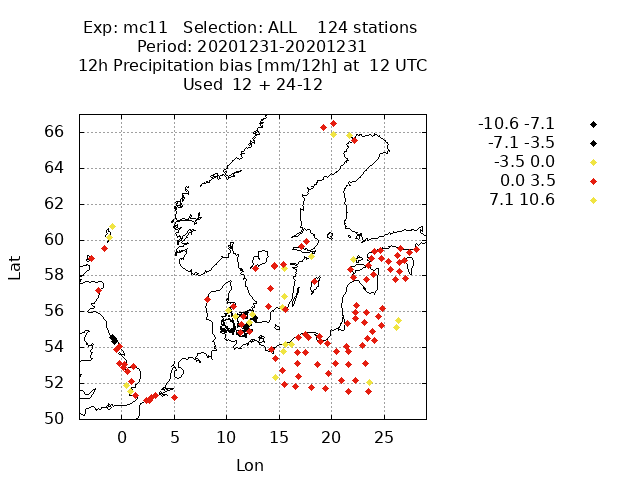 Exp: mc11   Selection: ALL    124 stations
Period: 20201231-20201231
12h Precipitation bias [mm/12h] at  12 UTC
Used  12 + 24-12
-10.6 -7.1
-7.1 -3.5
-3.5 0.0
0.0 3.5
7.1 10.6
66
64
62
60
58
56
54
52
50
Lat
0 5 10 15 20 25
Lon